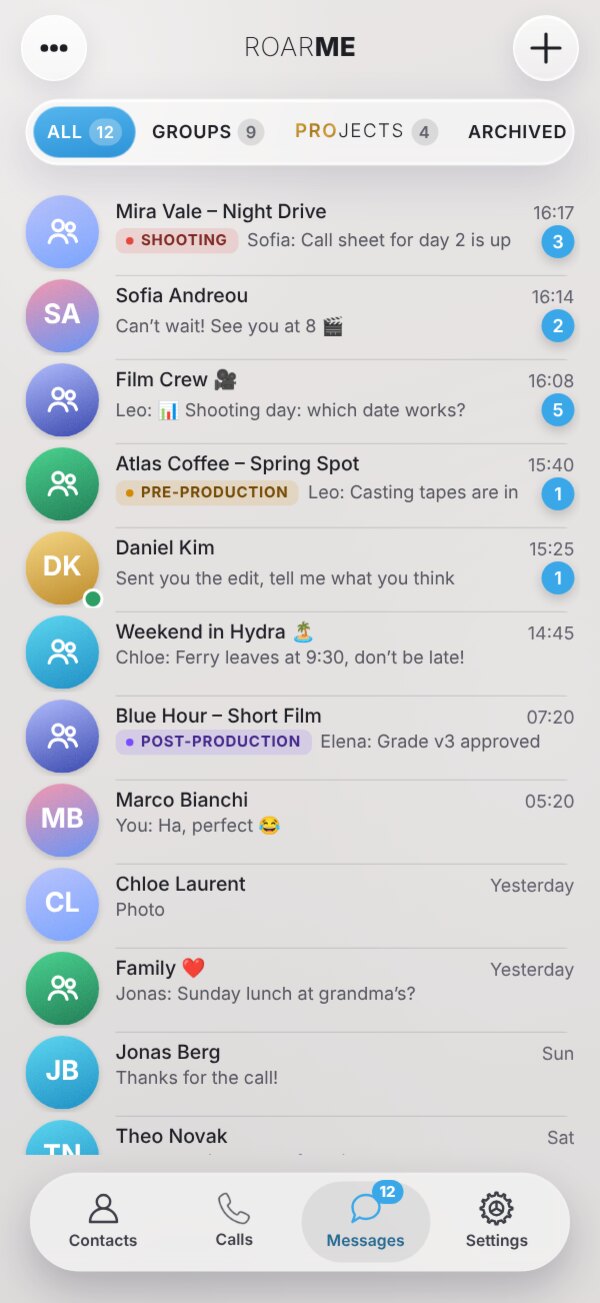 ROARME
ALL 12 GROUPS 9 PROJECTS 4 ARCHIVED
Mira Vale – Night Drive 16:17
SHOOTING Sofia: Call sheet for day 2 is up 3
SA Sofia Andreou 16:14
Can’t wait! See you at 8 🎬 2
Film Crew 🎥 16:08
Leo: 📊 Shooting day: which date works? 5
Atlas Coffee – Spring Spot 15:40
PRE-PRODUCTION Leo: Casting tapes are in 1
DK Daniel Kim 15:25
Sent you the edit, tell me what you think 1
Weekend in Hydra 🏝️ 14:45
Chloe: Ferry leaves at 9:30, don’t be late!
Blue Hour – Short Film 07:20
POST-PRODUCTION Elena: Grade v3 approved
MB Marco Bianchi 05:20
You: Ha, perfect 😂
CL Chloe Laurent Yesterday
Photo
Family ❤️ Yesterday
Jonas: Sunday lunch at grandma’s?
JB Jonas Berg Sun
Thanks for the call!
TN Theo Novak Sat
12
Contacts Calls Messages Settings